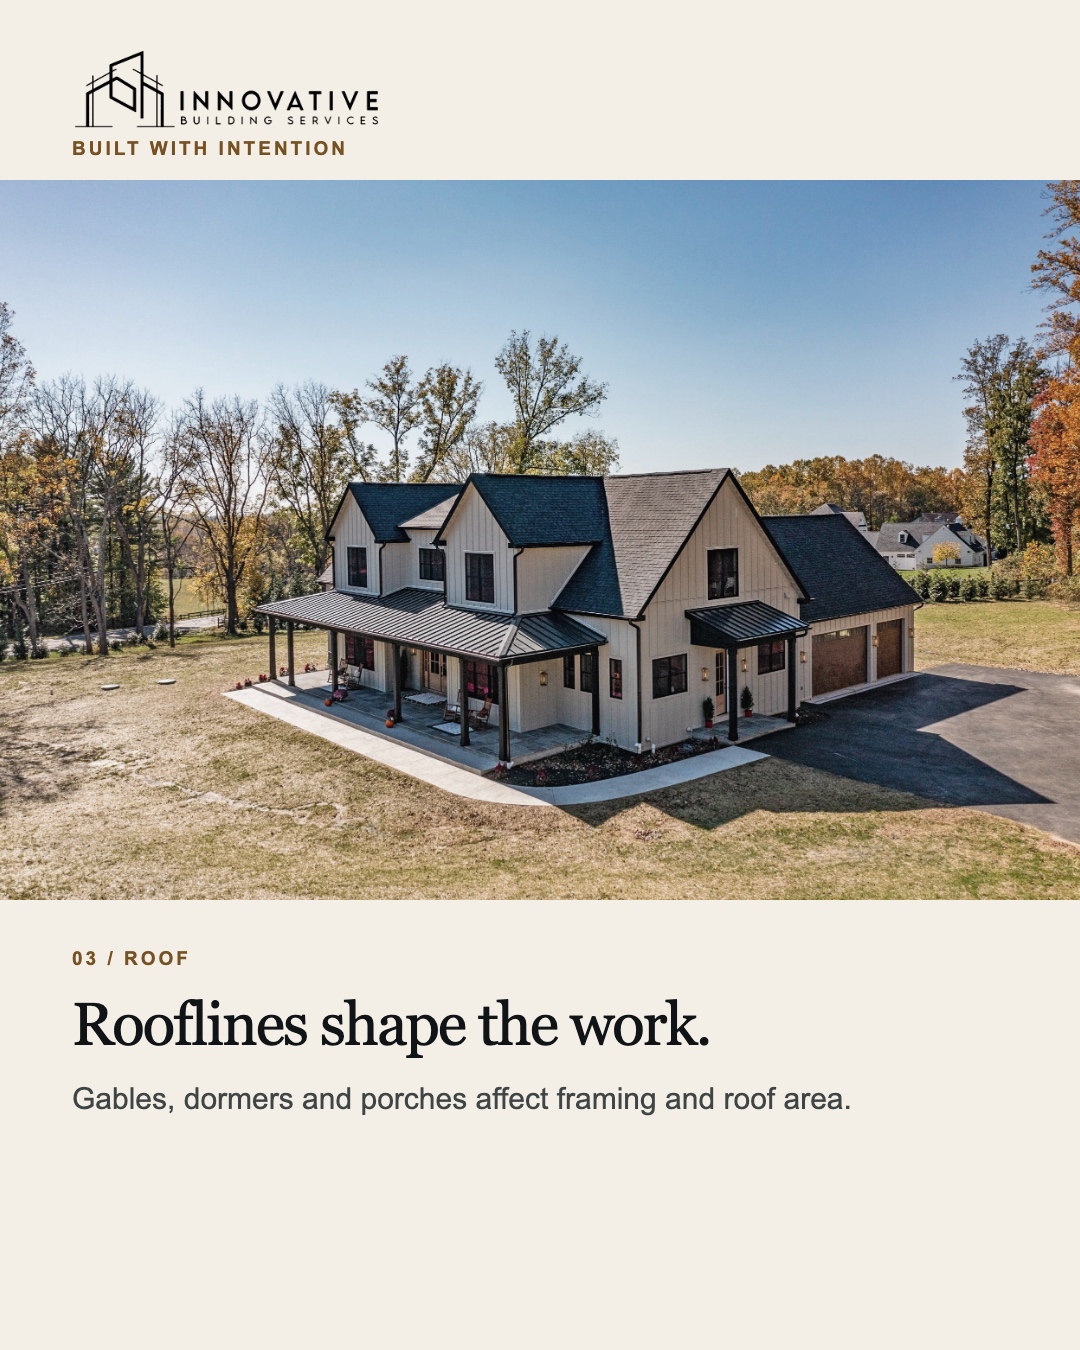 INNOVATIVE
BUILDING SERVICES
BUILT WITH INTENTION
03 / ROOF
Rooflines shape the work.
Gables, dormers and porches affect framing and roof area.